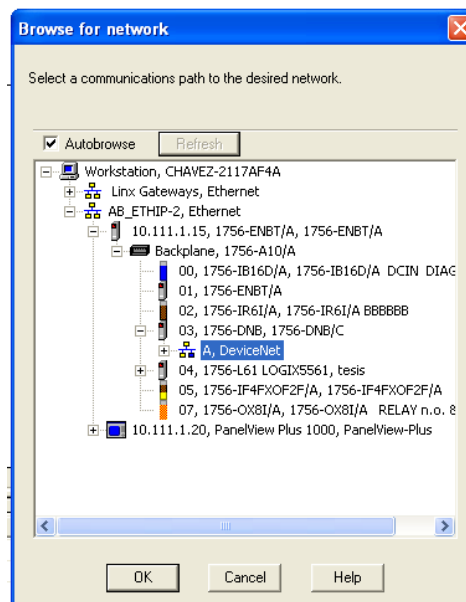 Browse for network
Select a communications path to the desired network.
Autobrowse Refresh
Workstation, CHAVEZ-2117AF4A
Linx Gateways, Ethernet
AB_ETHIP-2, Ethernet
10.111.1.15, 1756-ENBT/A, 1756-ENBT/A
Backplane, 1756-A10/A
00, 1756-IB16D/A, 1756-IB16D/A DCIN DIAG
01, 1756-ENBT/A
02, 1756-IR6I/A, 1756-IR6I/A BBBBBB
03, 1756-DNB, 1756-DNB/C
A, DeviceNet
04, 1756-L61 LOGIX5561, tesis
05, 1756-IF4FXOF2F/A, 1756-IF4FXOF2F/A
07, 1756-OX8I/A, 1756-OX8I/A RELAY n.o. 8
10.111.1.20, PanelView Plus 1000, PanelView-Plus
OK Cancel Help